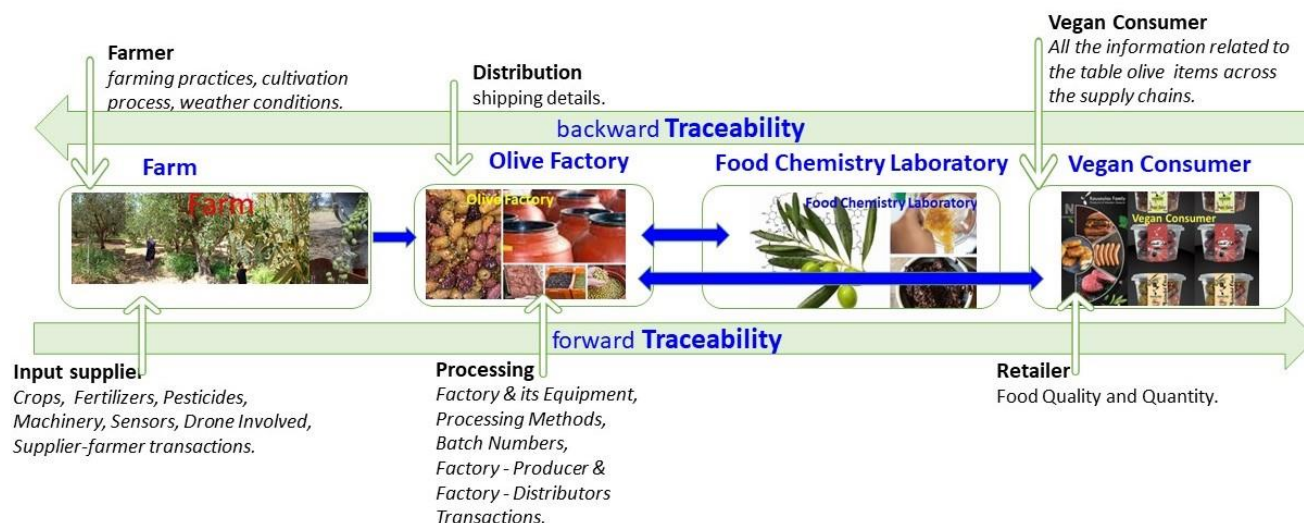 Vegan Consumer
All the information related to
the table olive items across
the supply chains.
Farmer
farming practices, cultivation
process, weather conditions.
Distribution
shipping details.
backward Traceability
Farm
Olive Factory
Food Chemistry Laboratory
Vegan Consumer
Farm
Olive Factory
Food Chemistry Laboratory
Vegan Consumer
forward Traceability
Input supplier
Crops, Fertilizers, Pesticides,
Machinery, Sensors, Drone Involved,
Supplier-farmer transactions.
Processing
Factory & its Equipment,
Processing Methods,
Batch Numbers,
Factory - Producer &
Factory - Distributors
Transactions.
Retailer
Food Quality and Quantity.